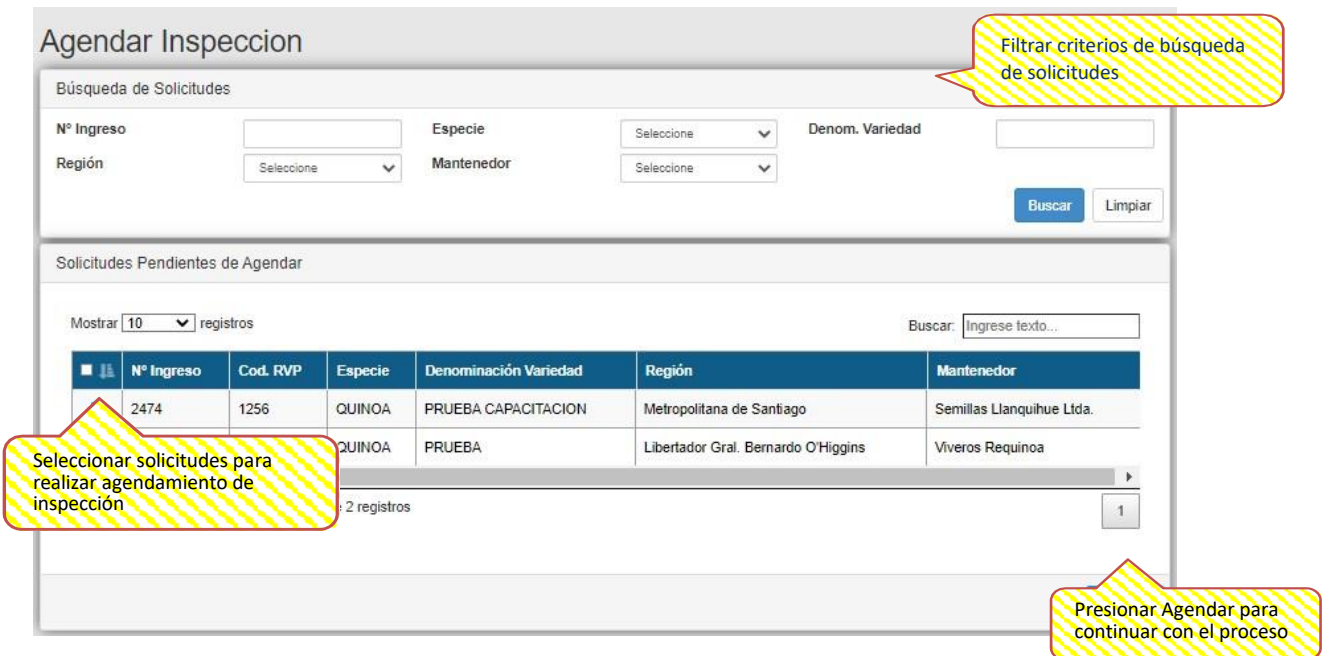 Agendar Inspeccion
Filtrar criterios de búsqueda
de solicitudes
Búsqueda de Solicitudes
Nº Ingreso Especie Seleccione Denom. Variedad
Región Seleccione Mantenedor Seleccione
Buscar Limpiar
Solicitudes Pendientes de Agendar
Mostrar 10 registros Buscar: Ingrese texto...
Nº Ingreso Cod. RVP Especie Denominación Variedad Región Mantenedor
2474 1256 QUINOA PRUEBA CAPACITACION Metropolitana de Santiago Semillas Llanquihue Ltda.
QUINOA PRUEBA Libertador Gral. Bernardo O'Higgins Viveros Requinoa
Seleccionar solicitudes para
realizar agendamiento de
inspección
2 registros 1
Presionar Agendar para
continuar con el proceso